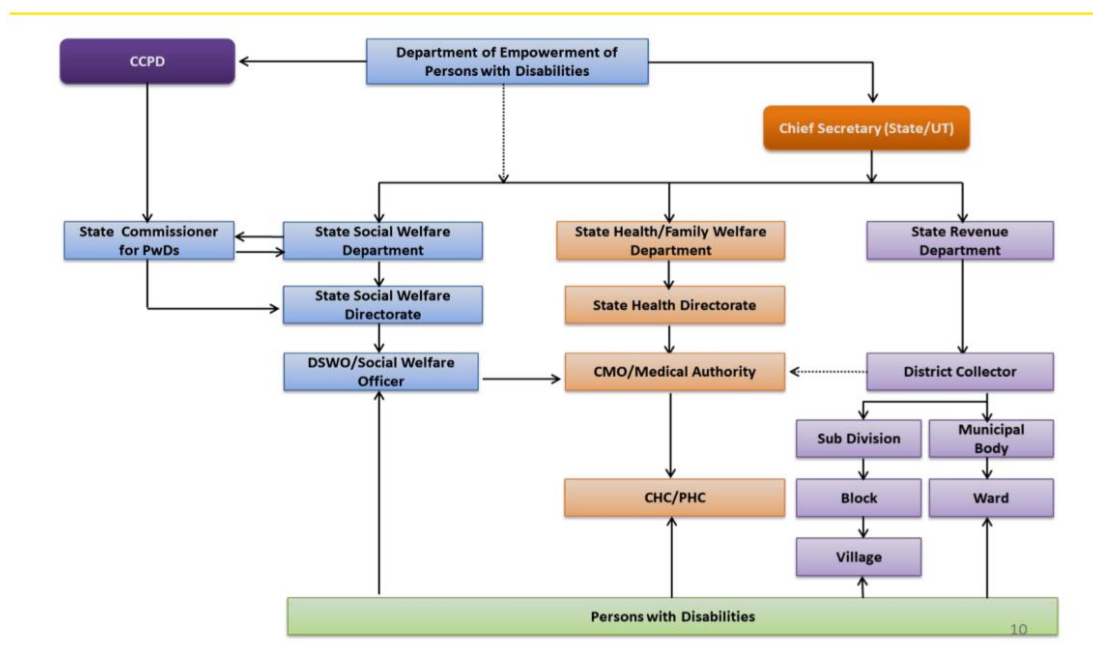 CCPD
Department of Empowerment of
Persons with Disabilities
Chief Secretary (State/UT)
State Commissioner
for PwDs
State Social Welfare
Department
State Health/Family Welfare
Department
State Revenue
Department
State Social Welfare
Directorate
State Health Directorate
DSWO/Social Welfare
Officer
CMO/Medical Authority
District Collector
Sub Division
Municipal
Body
CHC/PHC
Block
Ward
Village
Persons with Disabilities
10